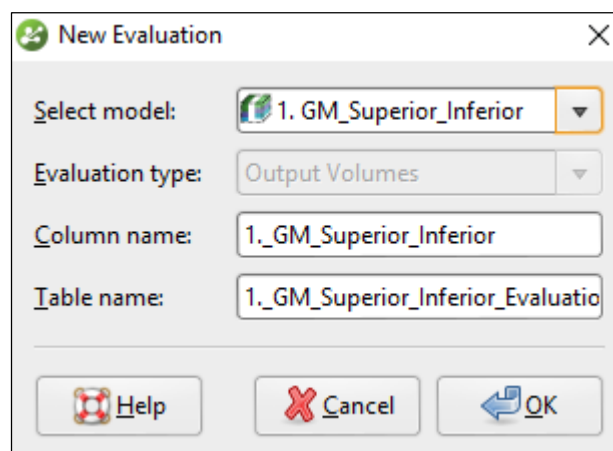 New Evaluation
Select model: 1. GM_Superior_Inferior
Evaluation type: Output Volumes
Column name: 1._GM_Superior_Inferior
Table name: 1._GM_Superior_Inferior_Evaluatio
Help Cancel OK